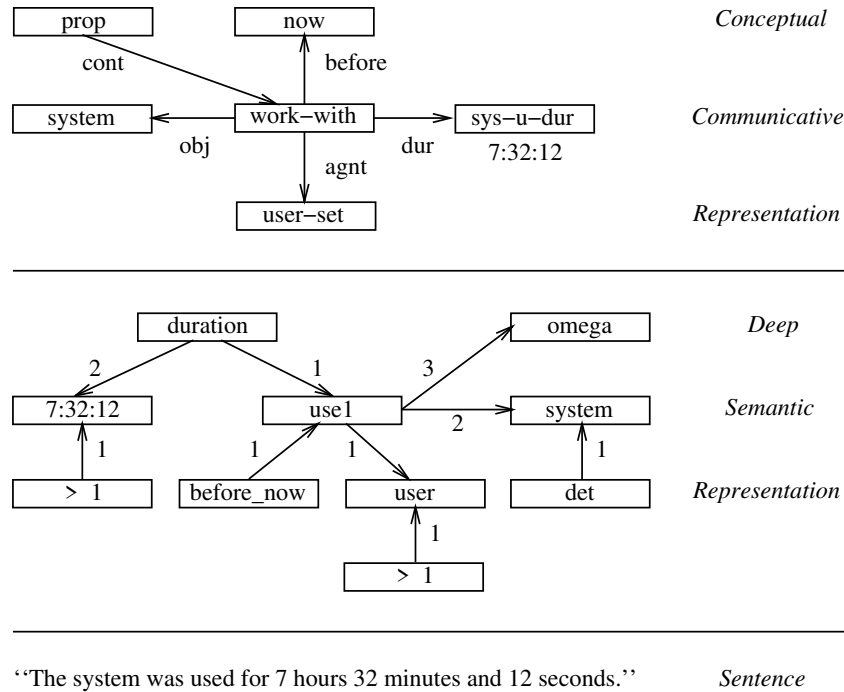 prop now Conceptual
cont before
system work−with sys−u−dur Communicative
obj dur 7:32:12
agnt
user−set Representation
duration omega Deep
2 1 3
7:32:12 use1 system Semantic
2
1 1 1 1
> 1 before_now user det Representation
1
> 1
‘‘The system was used for 7 hours 32 minutes and 12 seconds.’’ Sentence